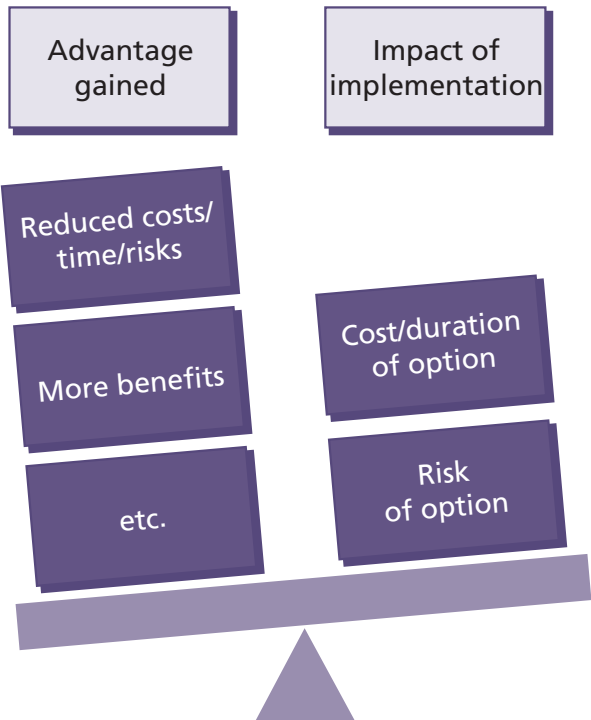 Advantage
gained
Impact of
implementation
Reduced costs/
time/risks
More benefits
etc.
Cost/duration
of option
Risk
of option